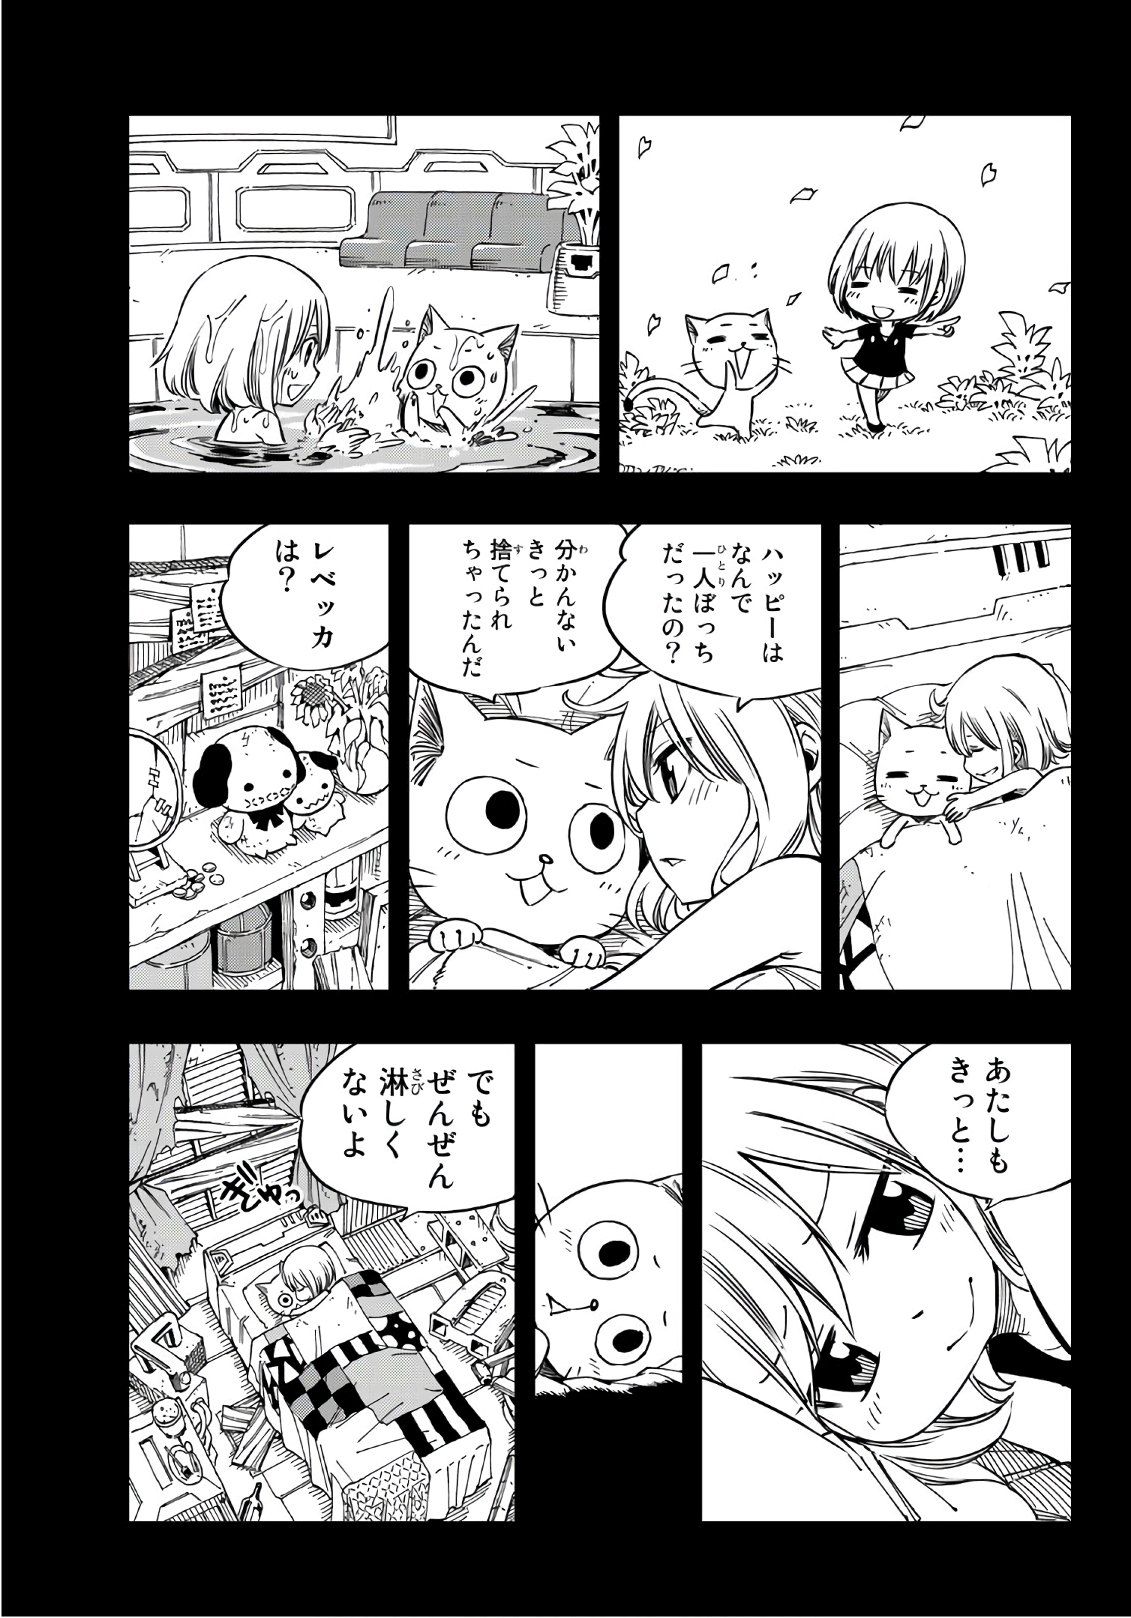 ハッピーは
なんで
一人ぼっち
だったの？
分かんない
きっと
捨てられ
ちゃったんだ
レベッカ
は？
あたしも
きっと…
でも
ぜんぜん
淋しく
ないよ
ぎゅっ